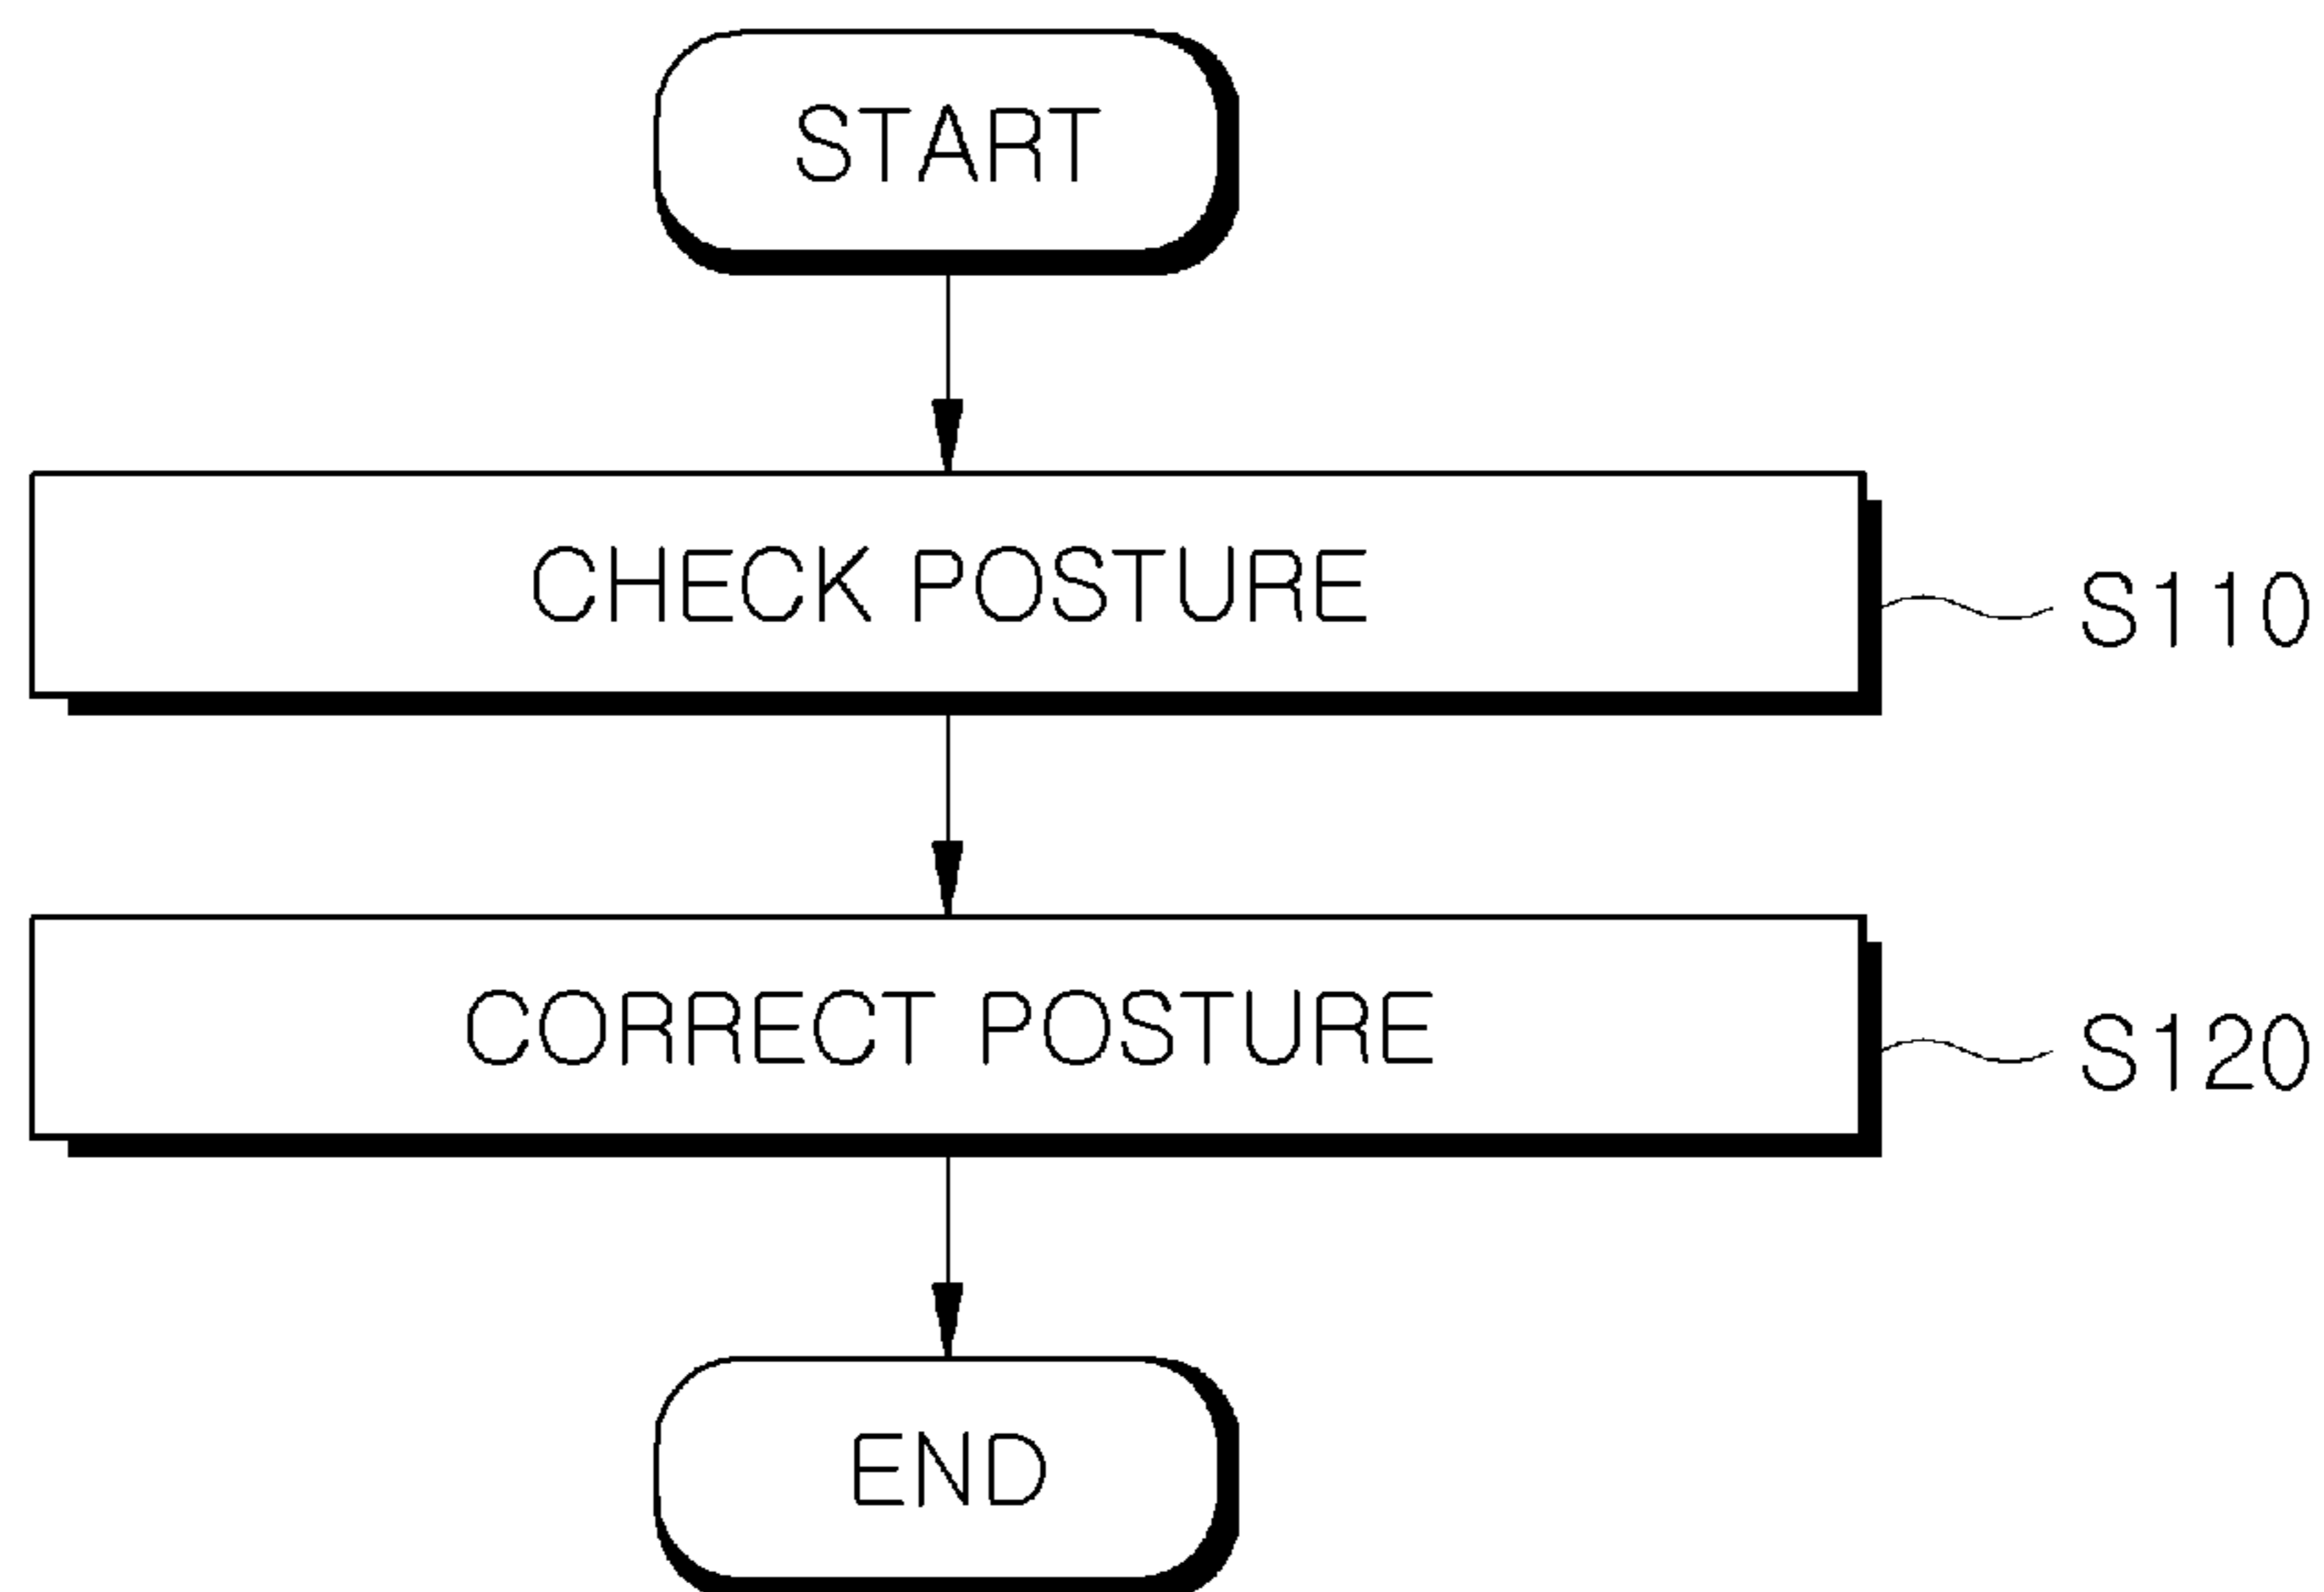 START
CHECK POSTURE
S110
CORRECT POSTURE
S120
END